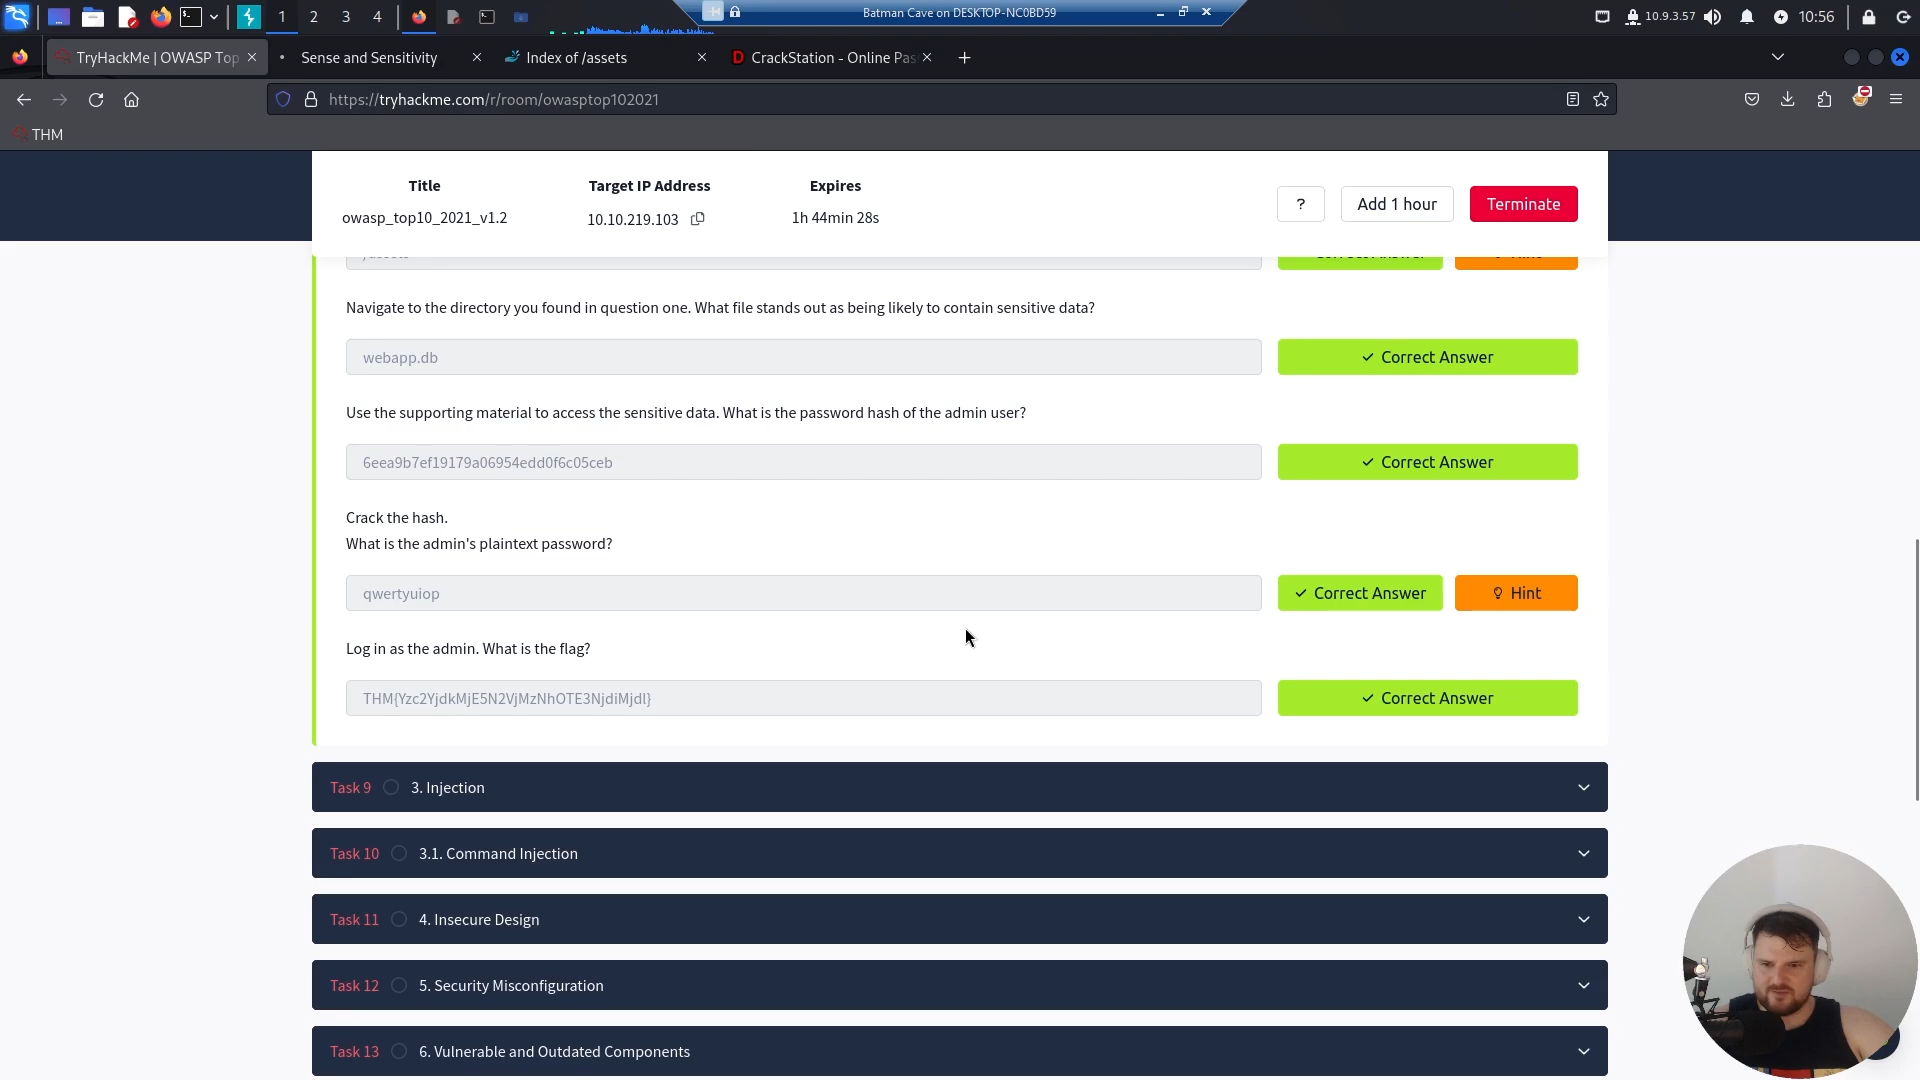 1
2
3
4
Batman Cave on DESKTOP-NC0BD59
10.9.3.57
10:56
TryHackMe | OWASP Top
Sense and Sensitivity
Index of /assets
CrackStation - Online Pas
https://tryhackme.com/r/room/owasptop102021
THM
Title
Target IP Address
Expires
owasp_top10_2021_v1.2
10.10.219.103
1h 44min 28s
?
Add 1 hour
Terminate
Navigate to the directory you found in question one. What file stands out as being likely to contain sensitive data?
webapp.db
Correct Answer
Use the supporting material to access the sensitive data. What is the password hash of the admin user?
6eea9b7ef19179a06954edd0f6c05ceb
Correct Answer
Crack the hash.
What is the admin's plaintext password?
qwertyuiop
Correct Answer
Hint
Log in as the admin. What is the flag?
THM{Yzc2YjdkMjE5N2VjMzNhOTE3NjdiMjdl}
Correct Answer
Task 9 3. Injection
Task 10 3.1. Command Injection
Task 11 4. Insecure Design
Task 12 5. Security Misconfiguration
Task 13 6. Vulnerable and Outdated Components